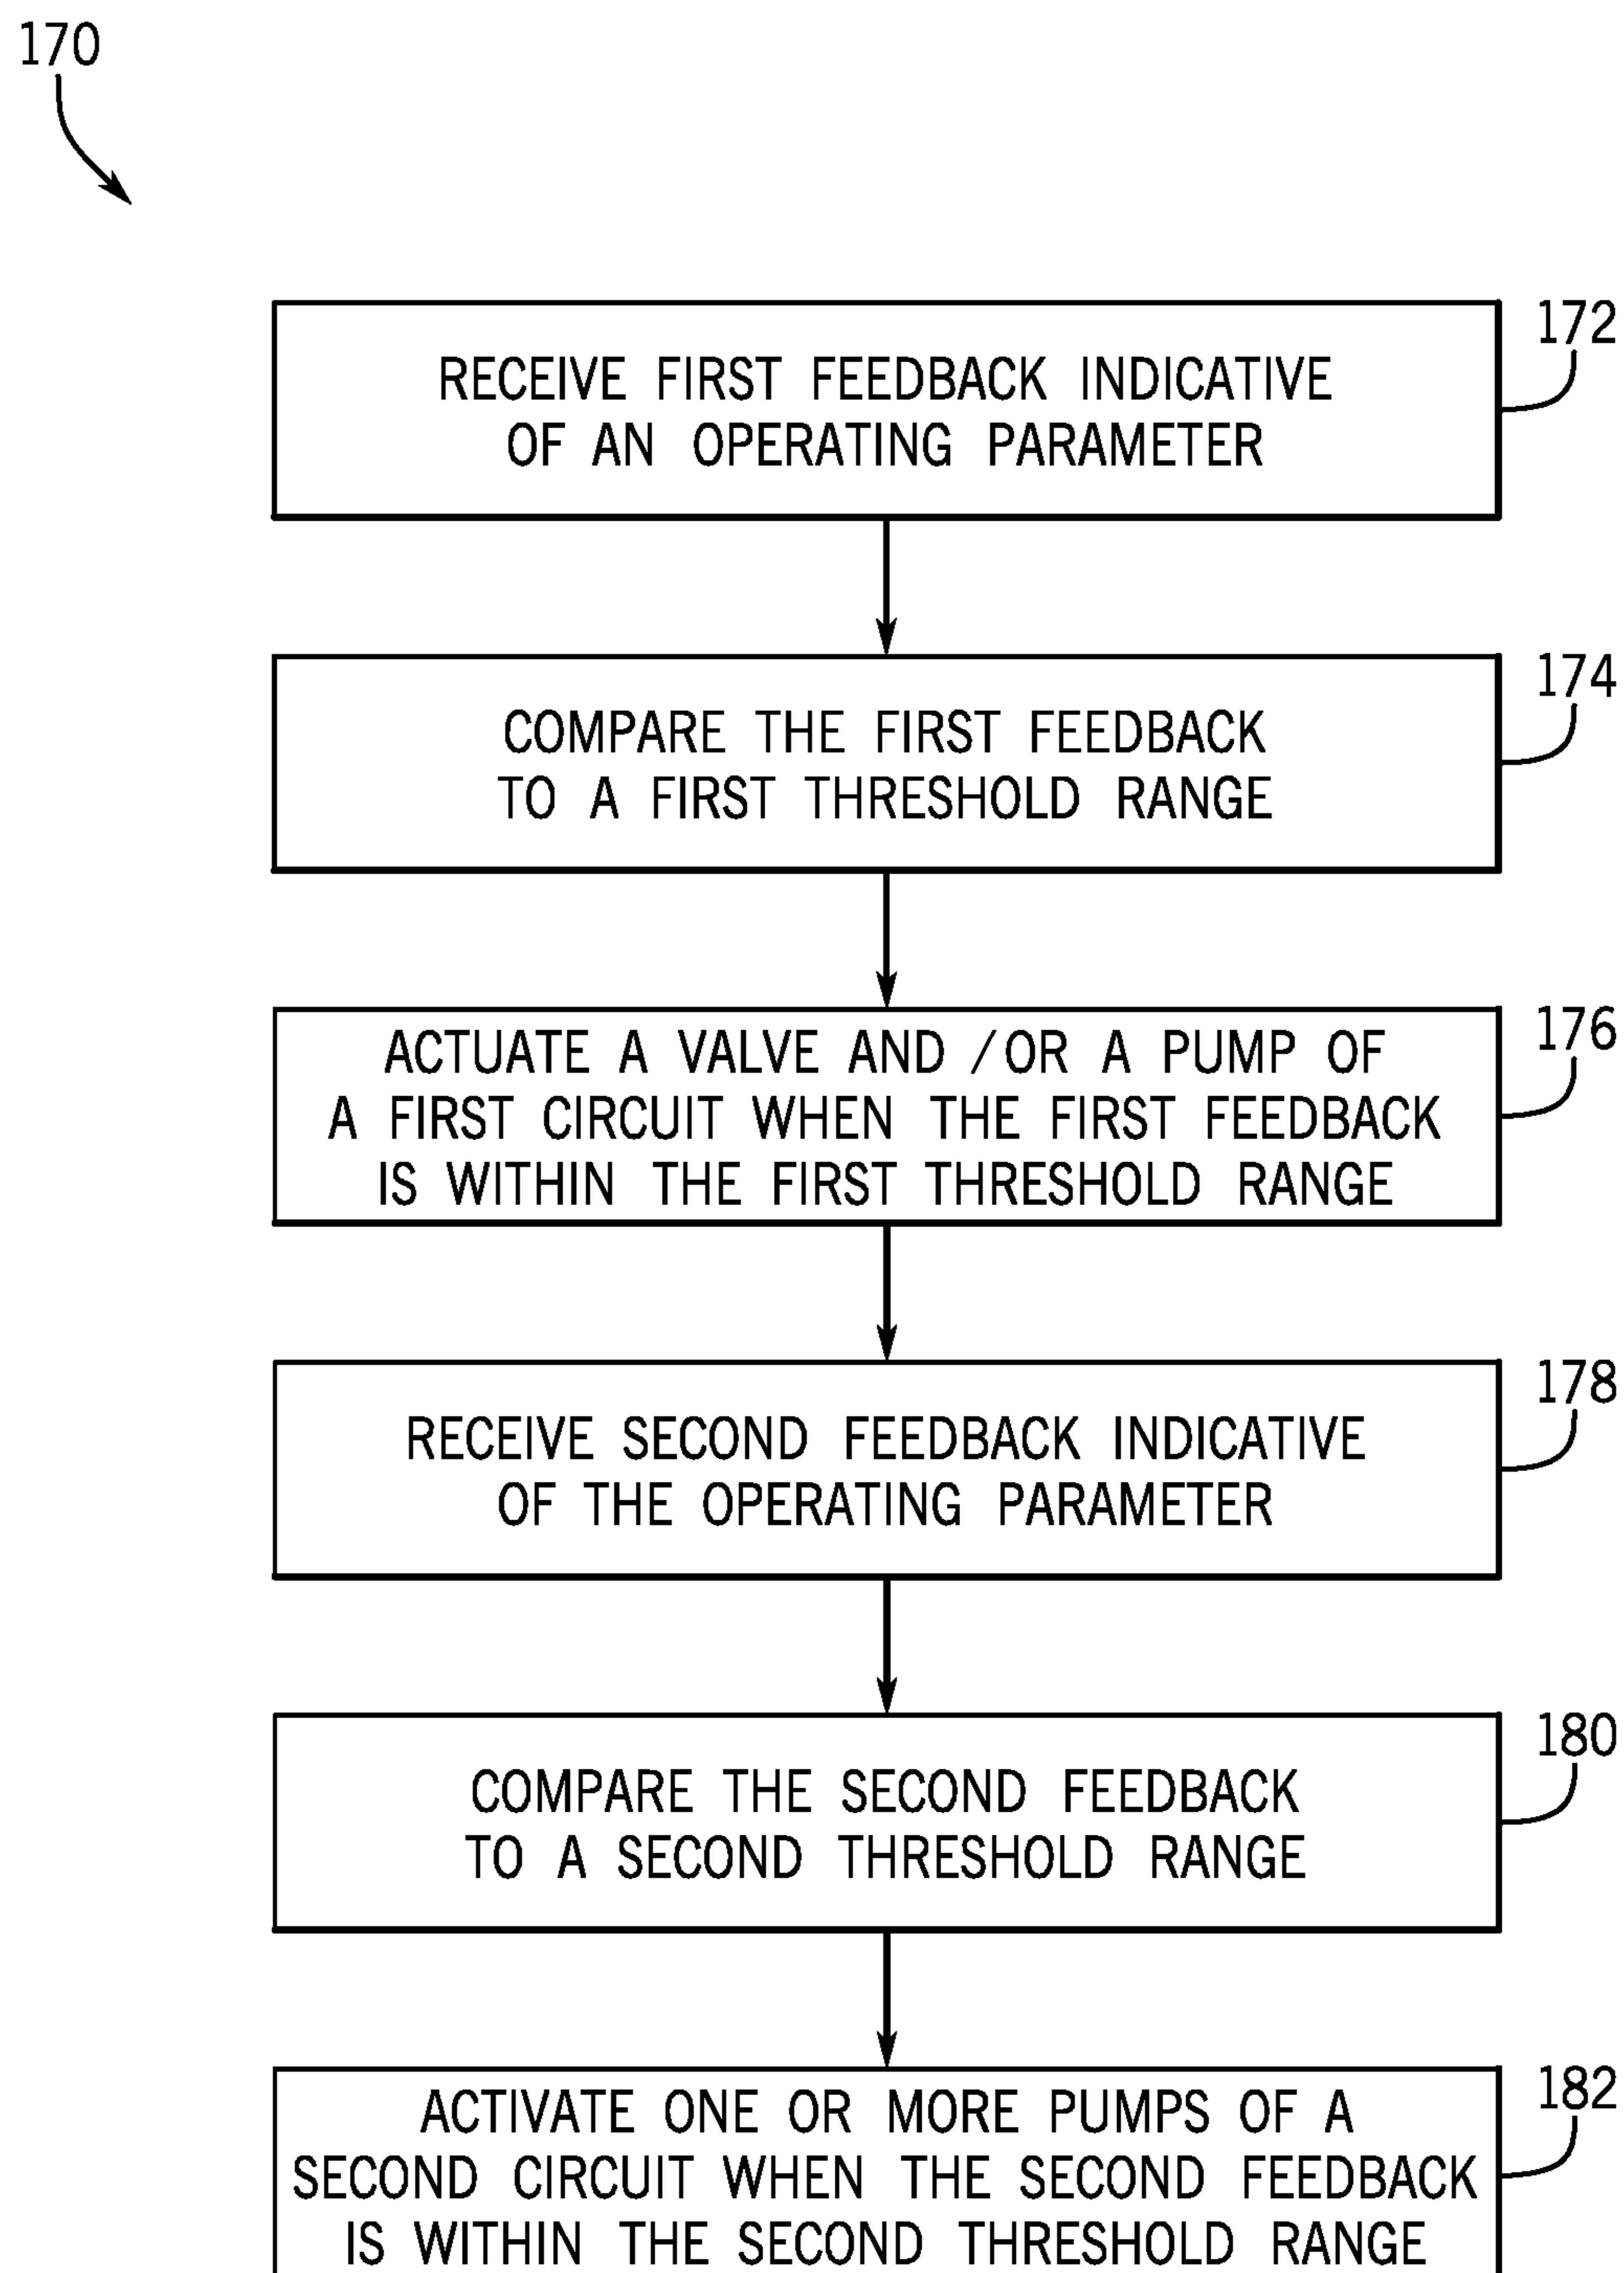 170
172
RECEIVE FIRST FEEDBACK INDICATIVE
OF AN OPERATING PARAMETER
174
COMPARE THE FIRST FEEDBACK
TO A FIRST THRESHOLD RANGE
176
ACTUATE A VALVE AND /OR A PUMP OF
A FIRST CIRCUIT WHEN THE FIRST FEEDBACK
IS WITHIN THE FIRST THRESHOLD RANGE
178
RECEIVE SECOND FEEDBACK INDICATIVE
OF THE OPERATING PARAMETER
180
COMPARE THE SECOND FEEDBACK
TO A SECOND THRESHOLD RANGE
182
ACTIVATE ONE OR MORE PUMPS OF A
SECOND CIRCUIT WHEN THE SECOND FEEDBACK
IS WITHIN THE SECOND THRESHOLD RANGE